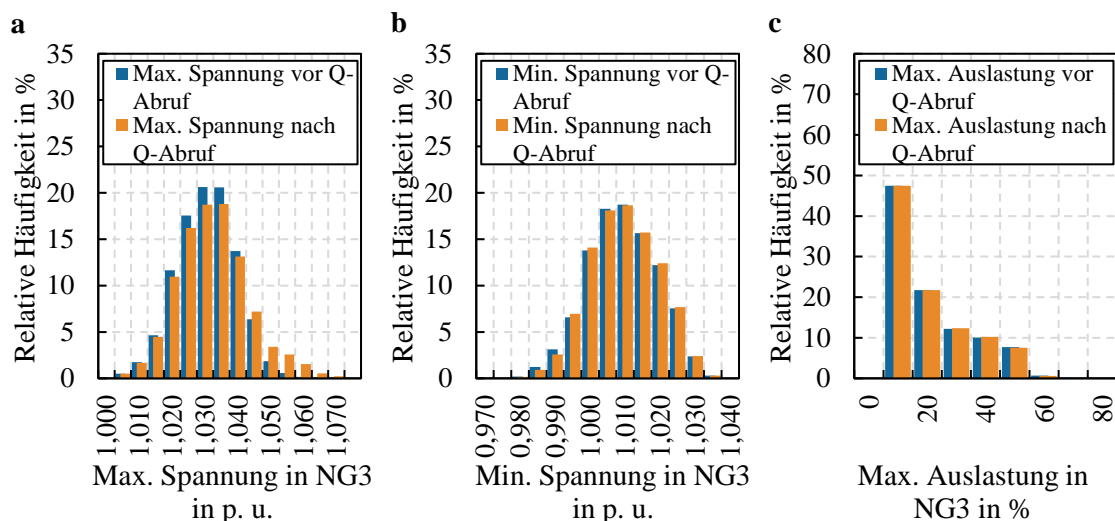 a
35
30
25
20
15
10
5
0
Relative Häufigkeit in %
Max. Spannung vor Q-
Abruf
Max. Spannung nach
Q-Abruf
1,000
1,010
1,020
1,030
1,040
1,050
1,060
1,070
Max. Spannung in NG3
in p. u.
b
35
30
25
20
15
10
5
0
Relative Häufigkeit in %
Min. Spannung vor Q-
Abruf
Min. Spannung nach
Q-Abruf
0,970
0,980
0,990
1,000
1,010
1,020
1,030
1,040
Min. Spannung in NG3
in p. u.
c
80
70
60
50
40
30
20
10
0
Relative Häufigkeit in %
Max. Auslastung vor
Q-Abruf
Max. Auslastung nach
Q-Abruf
0
20
40
60
80
Max. Auslastung in
NG3 in %